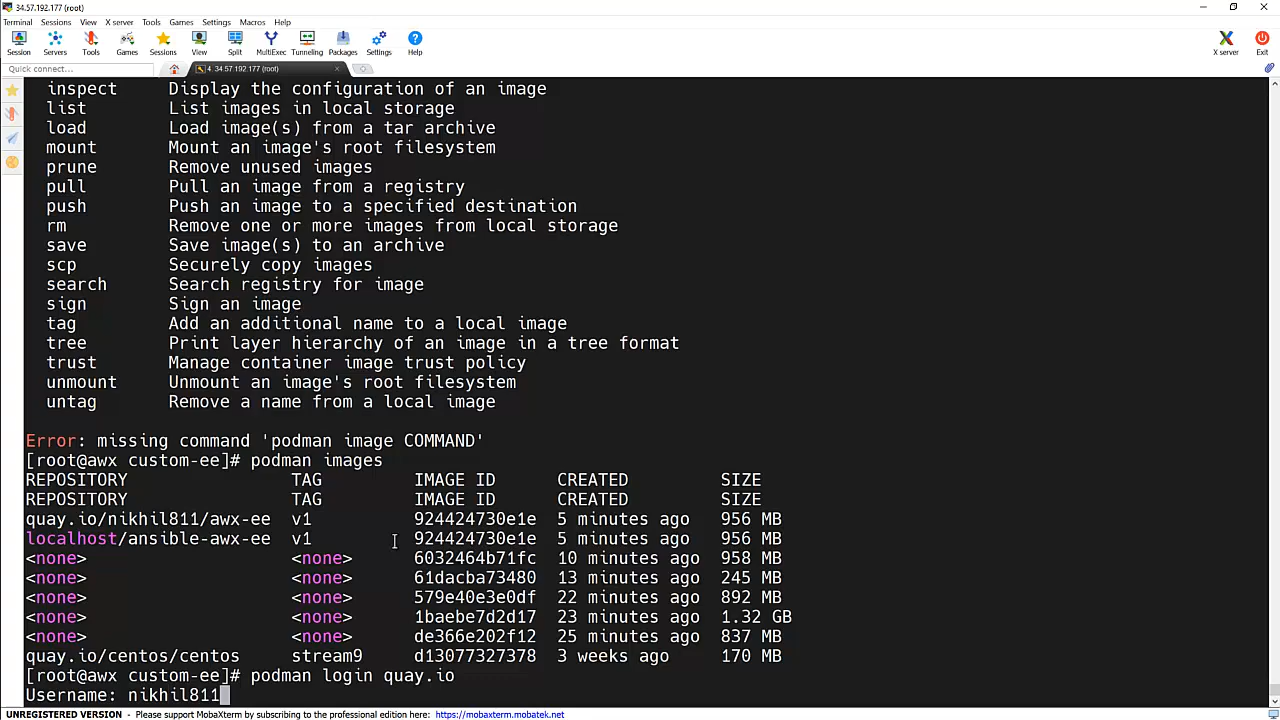 34.57.192.177 (root)
Terminal Sessions View X server Tools Games Settings Macros Help
Session Servers Tools Games Sessions View Split MultiExec Tunneling Packages Settings Help X server Exit
Quick connect... 4. 34.57.192.177 (root)
inspect Display the configuration of an image
list List images in local storage
load Load image(s) from a tar archive
mount Mount an image's root filesystem
prune Remove unused images
pull Pull an image from a registry
push Push an image to a specified destination
rm Remove one or more images from local storage
save Save image(s) to an archive
scp Securely copy images
search Search registry for image
sign Sign an image
tag Add an additional name to a local image
tree Print layer hierarchy of an image in a tree format
trust Manage container image trust policy
unmount Unmount an image's root filesystem
untag Remove a name from a local image
Error: missing command 'podman image COMMAND'
[root@awx custom-ee]# podman images
REPOSITORY TAG IMAGE ID CREATED SIZE
REPOSITORY TAG IMAGE ID CREATED SIZE
quay.io/nikhil811/awx-ee v1 924424730e1e 5 minutes ago 956 MB
localhost/ansible-awx-ee v1 924424730e1e 5 minutes ago 956 MB
<none> <none> 6032464b71fc 10 minutes ago 958 MB
<none> <none> 61dacba73480 13 minutes ago 245 MB
<none> <none> 579e40e3e0df 22 minutes ago 892 MB
<none> <none> 1baebe7d2d17 23 minutes ago 1.32 GB
<none> <none> de366e202f12 25 minutes ago 837 MB
quay.io/centos/centos stream9 d13077327378 3 weeks ago 170 MB
[root@awx custom-ee]# podman login quay.io
Username: nikhil811
UNREGISTERED VERSION - Please support MobaXterm by subscribing to the professional edition here: https://mobaxterm.mobatek.net